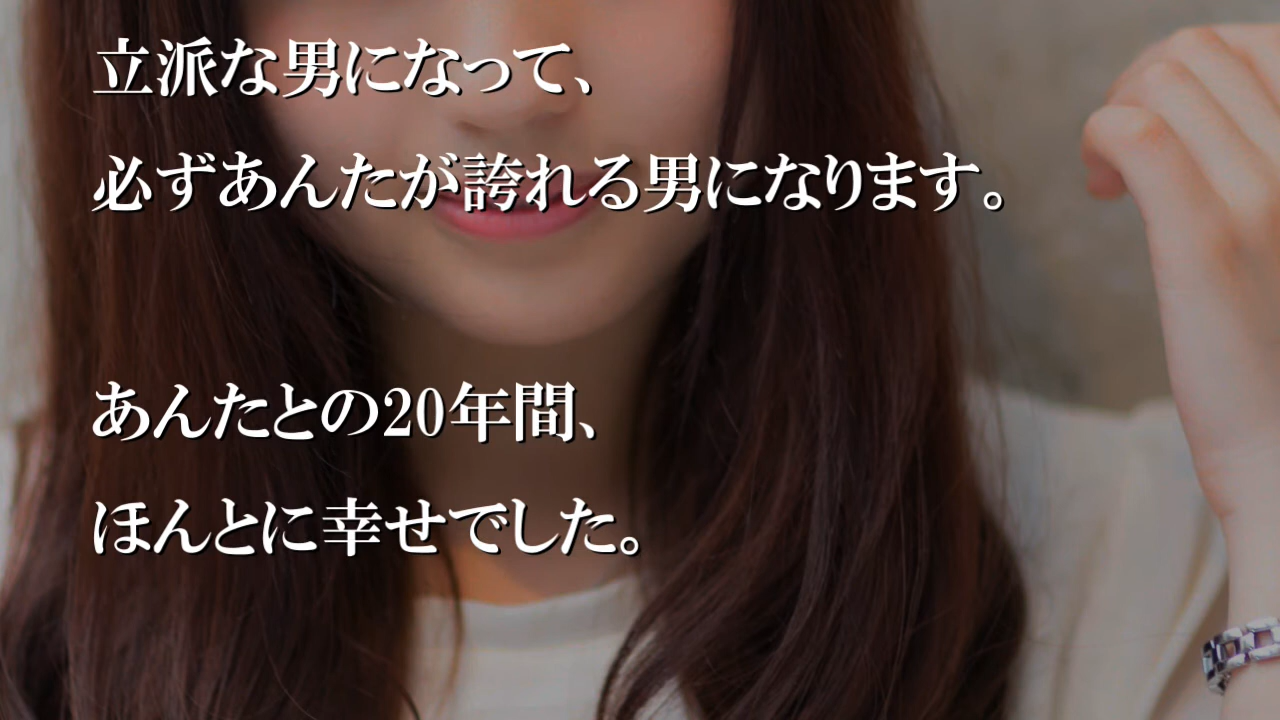 立派な男になって、
必ずあんたが誇れる男になります。
あんたとの20年間、
ほんとに幸せでした。